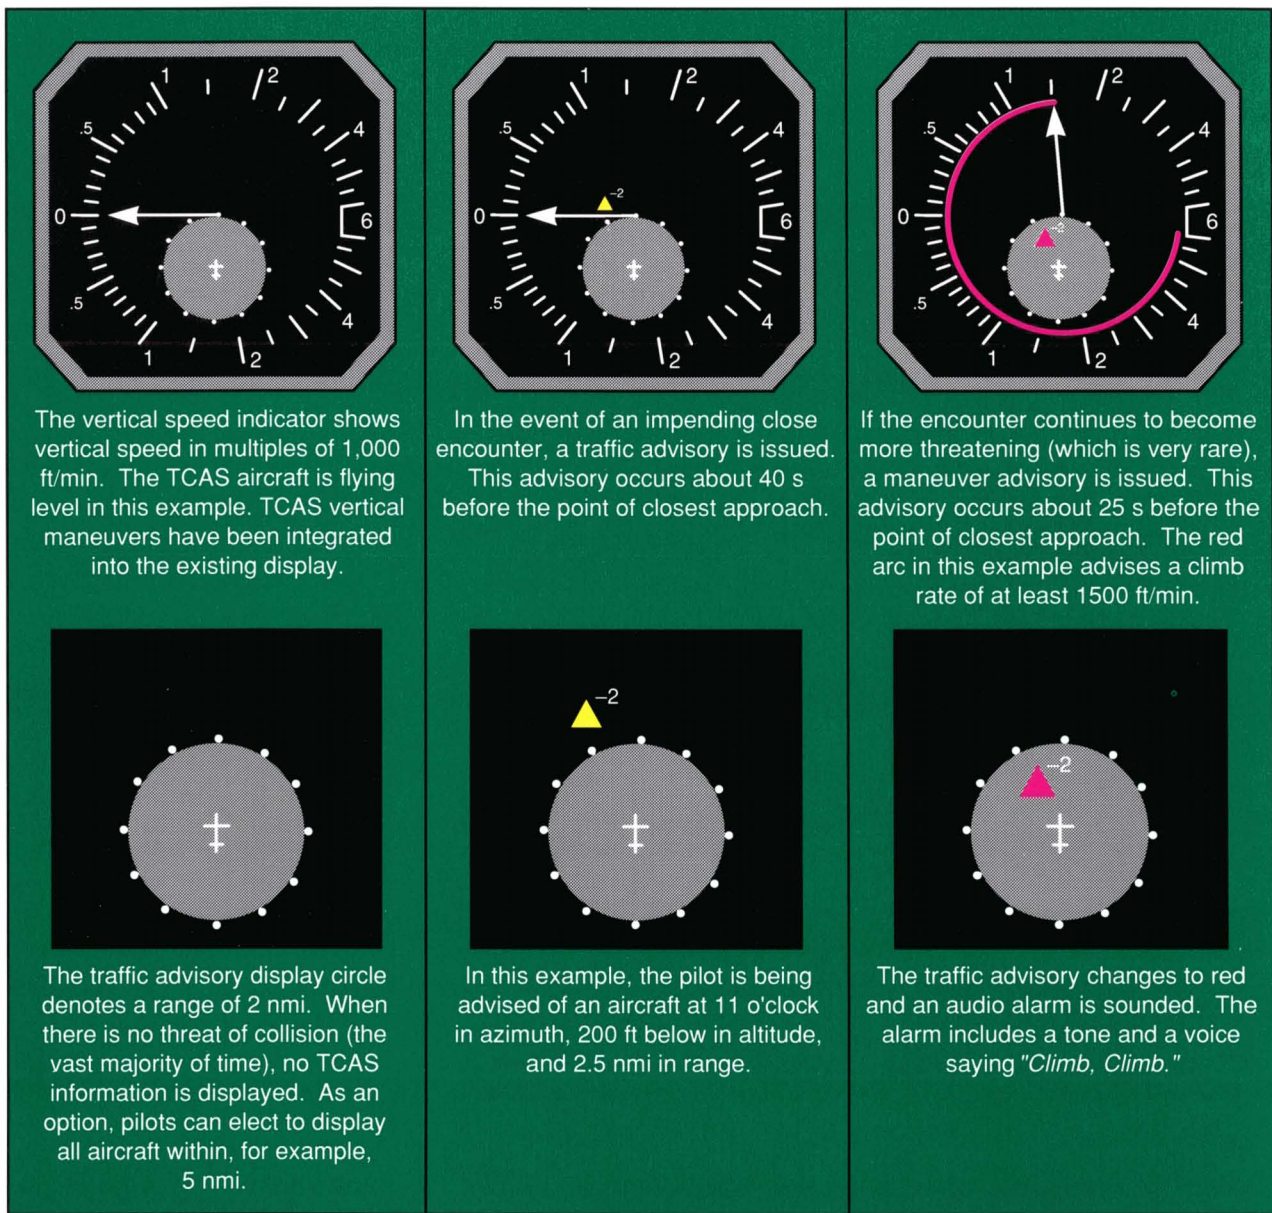 1
2
.5
4
0
6
.5
4
1
2
The vertical speed indicator shows
vertical speed in multiples of 1,000
ft/min. The TCAS aircraft is flying
level in this example. TCAS vertical
maneuvers have been integrated
into the existing display.
1
2
.5
4
−2
0
6
.5
4
1
2
In the event of an impending close
encounter, a traffic advisory is issued.
This advisory occurs about 40 s
before the point of closest approach.
1
2
.5
4
0
6
−2
.5
4
1
2
If the encounter continues to become
more threatening (which is very rare),
a maneuver advisory is issued. This
advisory occurs about 25 s before the
point of closest approach. The red
arc in this example advises a climb
rate of at least 1500 ft/min.
The traffic advisory display circle
denotes a range of 2 nmi. When
there is no threat of collision (the
vast majority of time), no TCAS
information is displayed. As an
option, pilots can elect to display
all aircraft within, for example,
5 nmi.
−2
In this example, the pilot is being
advised of an aircraft at 11 o'clock
in azimuth, 200 ft below in altitude,
and 2.5 nmi in range.
−2
The traffic advisory changes to red
and an audio alarm is sounded. The
alarm includes a tone and a voice
saying "Climb, Climb."